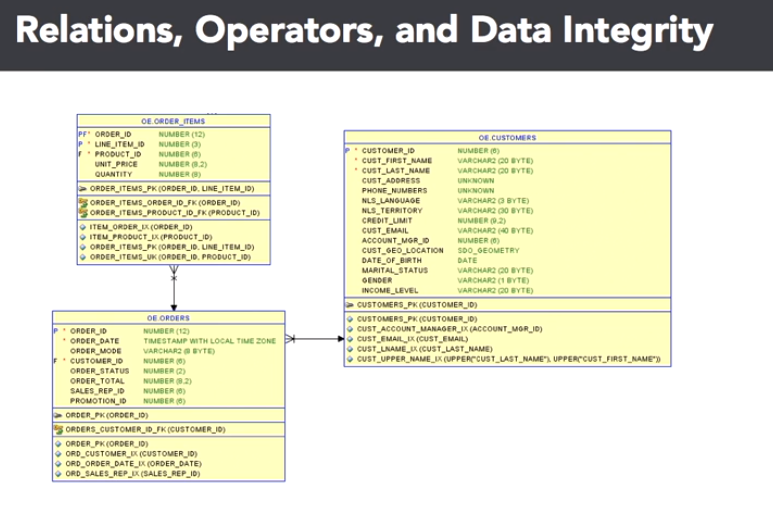 Relations, Operators, and Data Integrity
OE.ORDER_ITEMS
PF* ORDER_ID NUMBER (12)
P * LINE_ITEM_ID NUMBER (3)
F * PRODUCT_ID NUMBER (6)
UNIT_PRICE NUMBER (8,2)
QUANTITY NUMBER (8)
ORDER_ITEMS_PK (ORDER_ID, LINE_ITEM_ID)
ORDER_ITEMS_ORDER_ID_FK (ORDER_ID)
ORDER_ITEMS_PRODUCT_ID_FK (PRODUCT_ID)
ITEM_ORDER_IX (ORDER_ID)
ITEM_PRODUCT_IX (PRODUCT_ID)
ORDER_ITEMS_PK (ORDER_ID, LINE_ITEM_ID)
ORDER_ITEMS_UK (ORDER_ID, PRODUCT_ID)
OE.ORDERS
P * ORDER_ID NUMBER (12)
* ORDER_DATE TIMESTAMP WITH LOCAL TIME ZONE
ORDER_MODE VARCHAR2 (8 BYTE)
F * CUSTOMER_ID NUMBER (6)
ORDER_STATUS NUMBER (2)
ORDER_TOTAL NUMBER (8,2)
SALES_REP_ID NUMBER (6)
PROMOTION_ID NUMBER (6)
ORDER_PK (ORDER_ID)
ORDERS_CUSTOMER_ID_FK (CUSTOMER_ID)
ORDER_PK (ORDER_ID)
ORD_CUSTOMER_IX (CUSTOMER_ID)
ORD_ORDER_DATE_IX (ORDER_DATE)
ORD_SALES_REP_IX (SALES_REP_ID)
OE.CUSTOMERS
P * CUSTOMER_ID NUMBER (6)
* CUST_FIRST_NAME VARCHAR2 (20 BYTE)
* CUST_LAST_NAME VARCHAR2 (20 BYTE)
CUST_ADDRESS UNKNOWN
PHONE_NUMBERS UNKNOWN
NLS_LANGUAGE VARCHAR2 (3 BYTE)
NLS_TERRITORY VARCHAR2 (30 BYTE)
CREDIT_LIMIT NUMBER (9,2)
CUST_EMAIL VARCHAR2 (40 BYTE)
ACCOUNT_MGR_ID NUMBER (6)
CUST_GEO_LOCATION SDO_GEOMETRY
DATE_OF_BIRTH DATE
MARITAL_STATUS VARCHAR2 (20 BYTE)
GENDER VARCHAR2 (1 BYTE)
INCOME_LEVEL VARCHAR2 (20 BYTE)
CUSTOMERS_PK (CUSTOMER_ID)
CUSTOMERS_PK (CUSTOMER_ID)
CUST_ACCOUNT_MANAGER_IX (ACCOUNT_MGR_ID)
CUST_EMAIL_IX (CUST_EMAIL)
CUST_LNAME_IX (CUST_LAST_NAME)
CUST_UPPER_NAME_IX (UPPER("CUST_LAST_NAME"), UPPER("CUST_FIRST_NAME"))